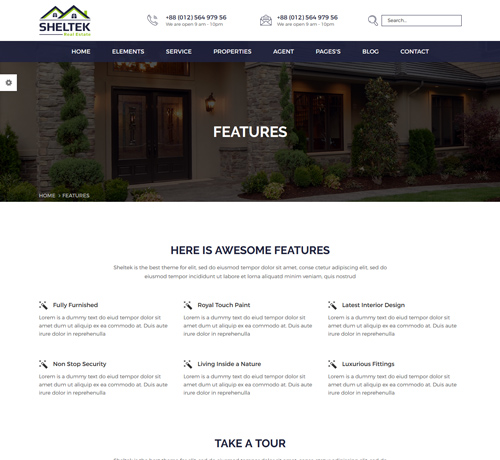 SHELTEK
Real Estate
+88 (012) 564 979 56
We are open 9 am - 10pm
+88 (012) 564 979 56
We are open 9 am - 10pm
Search..
HOME ELEMENTS SERVICE PROPERTIES AGENT PAGES'S BLOG CONTACT
FEATURES
HOME > FEATURES
HERE IS AWESOME FEATURES
Sheltek is the best theme for elit, sed do eiusmod tempor dolor sit amet, conse ctetur adipiscing elit, sed do
eiusmod tempor incididunt ut labore et lorna aliquatd minim veniam, quis nostrud
Fully Furnished
Lorem is a dummy text do eiud tempor dolor sit
amet dum ut aliquip ex ea commodo at. Duis aute
irure dolor in reprehenulla
Royal Touch Paint
Lorem is a dummy text do eiud tempor dolor sit
amet dum ut aliquip ex ea commodo at. Duis aute
irure dolor in reprehenulla
Latest Interior Design
Lorem is a dummy text do eiud tempor dolor sit
amet dum ut aliquip ex ea commodo at. Duis aute
irure dolor in reprehenulla
Non Stop Security
Lorem is a dummy text do eiud tempor dolor sit
amet dum ut aliquip ex ea commodo at. Duis aute
irure dolor in reprehenulla
Living Inside a Nature
Lorem is a dummy text do eiud tempor dolor sit
amet dum ut aliquip ex ea commodo at. Duis aute
irure dolor in reprehenulla
Luxurious Fittings
Lorem is a dummy text do eiud tempor dolor sit
amet dum ut aliquip ex ea commodo at. Duis aute
irure dolor in reprehenulla
TAKE A TOUR